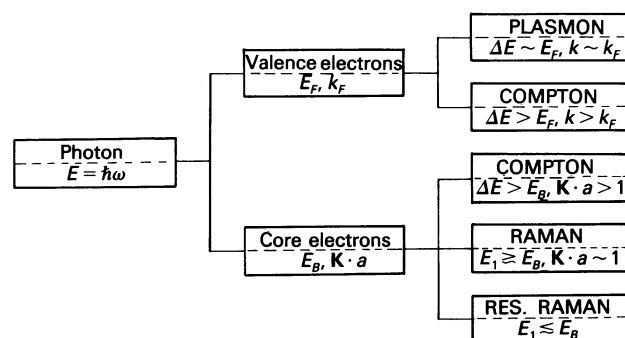 Photon
E = ħω
Valence electrons
E_F, k_F
Core electrons
E_B, K · a
PLASMON
ΔE ~ E_F, k ~ k_F
COMPTON
ΔE > E_F, k > k_F
COMPTON
ΔE > E_B, K · a > 1
RAMAN
E_1 ≳ E_B, K · a ~ 1
RES. RAMAN
E_1 ≲ E_B